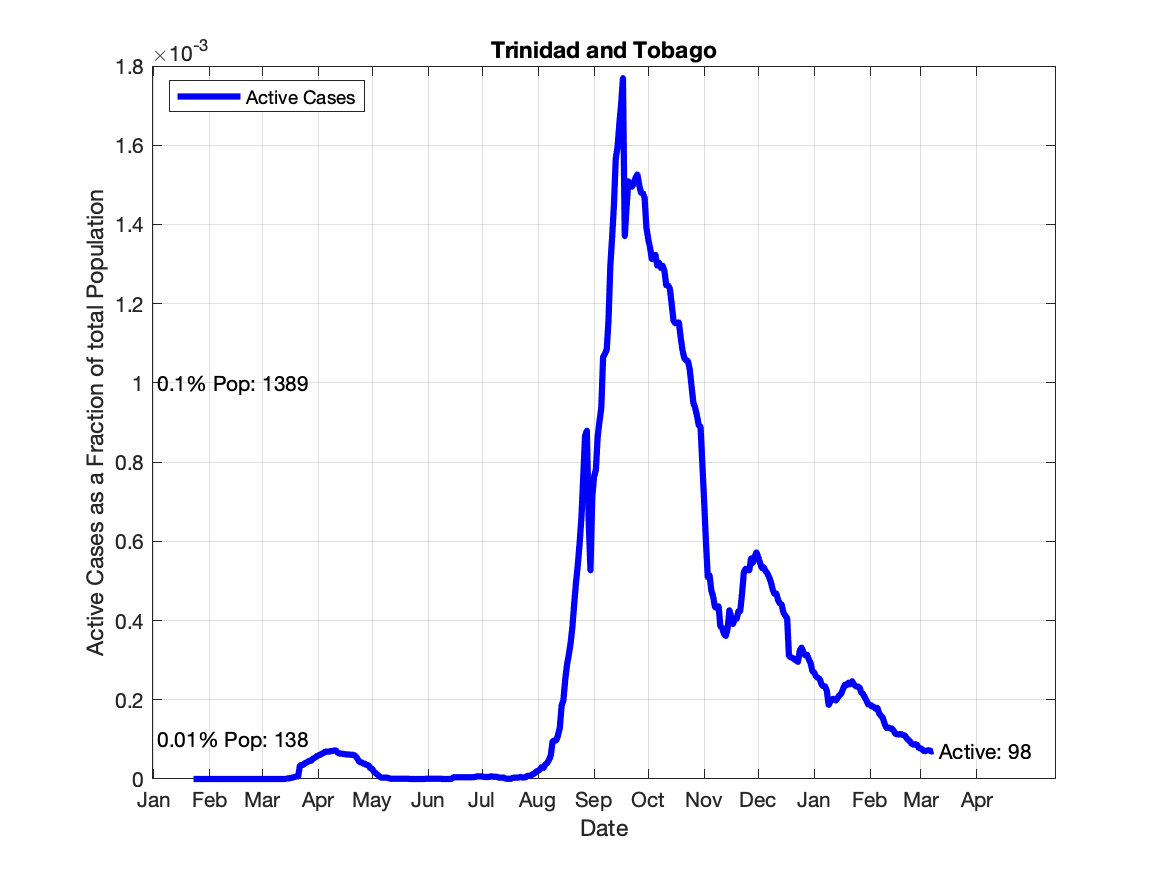 Trinidad and Tobago
×10-3
Active Cases
Active Cases as a Fraction of total Population
1.8
1.6
1.4
1.2
1
0.8
0.6
0.4
0.2
0
0.1% Pop: 1389
0.01% Pop: 138
Active: 98
Jan Feb Mar Apr May Jun Jul Aug Sep Oct Nov Dec Jan Feb Mar Apr
Date